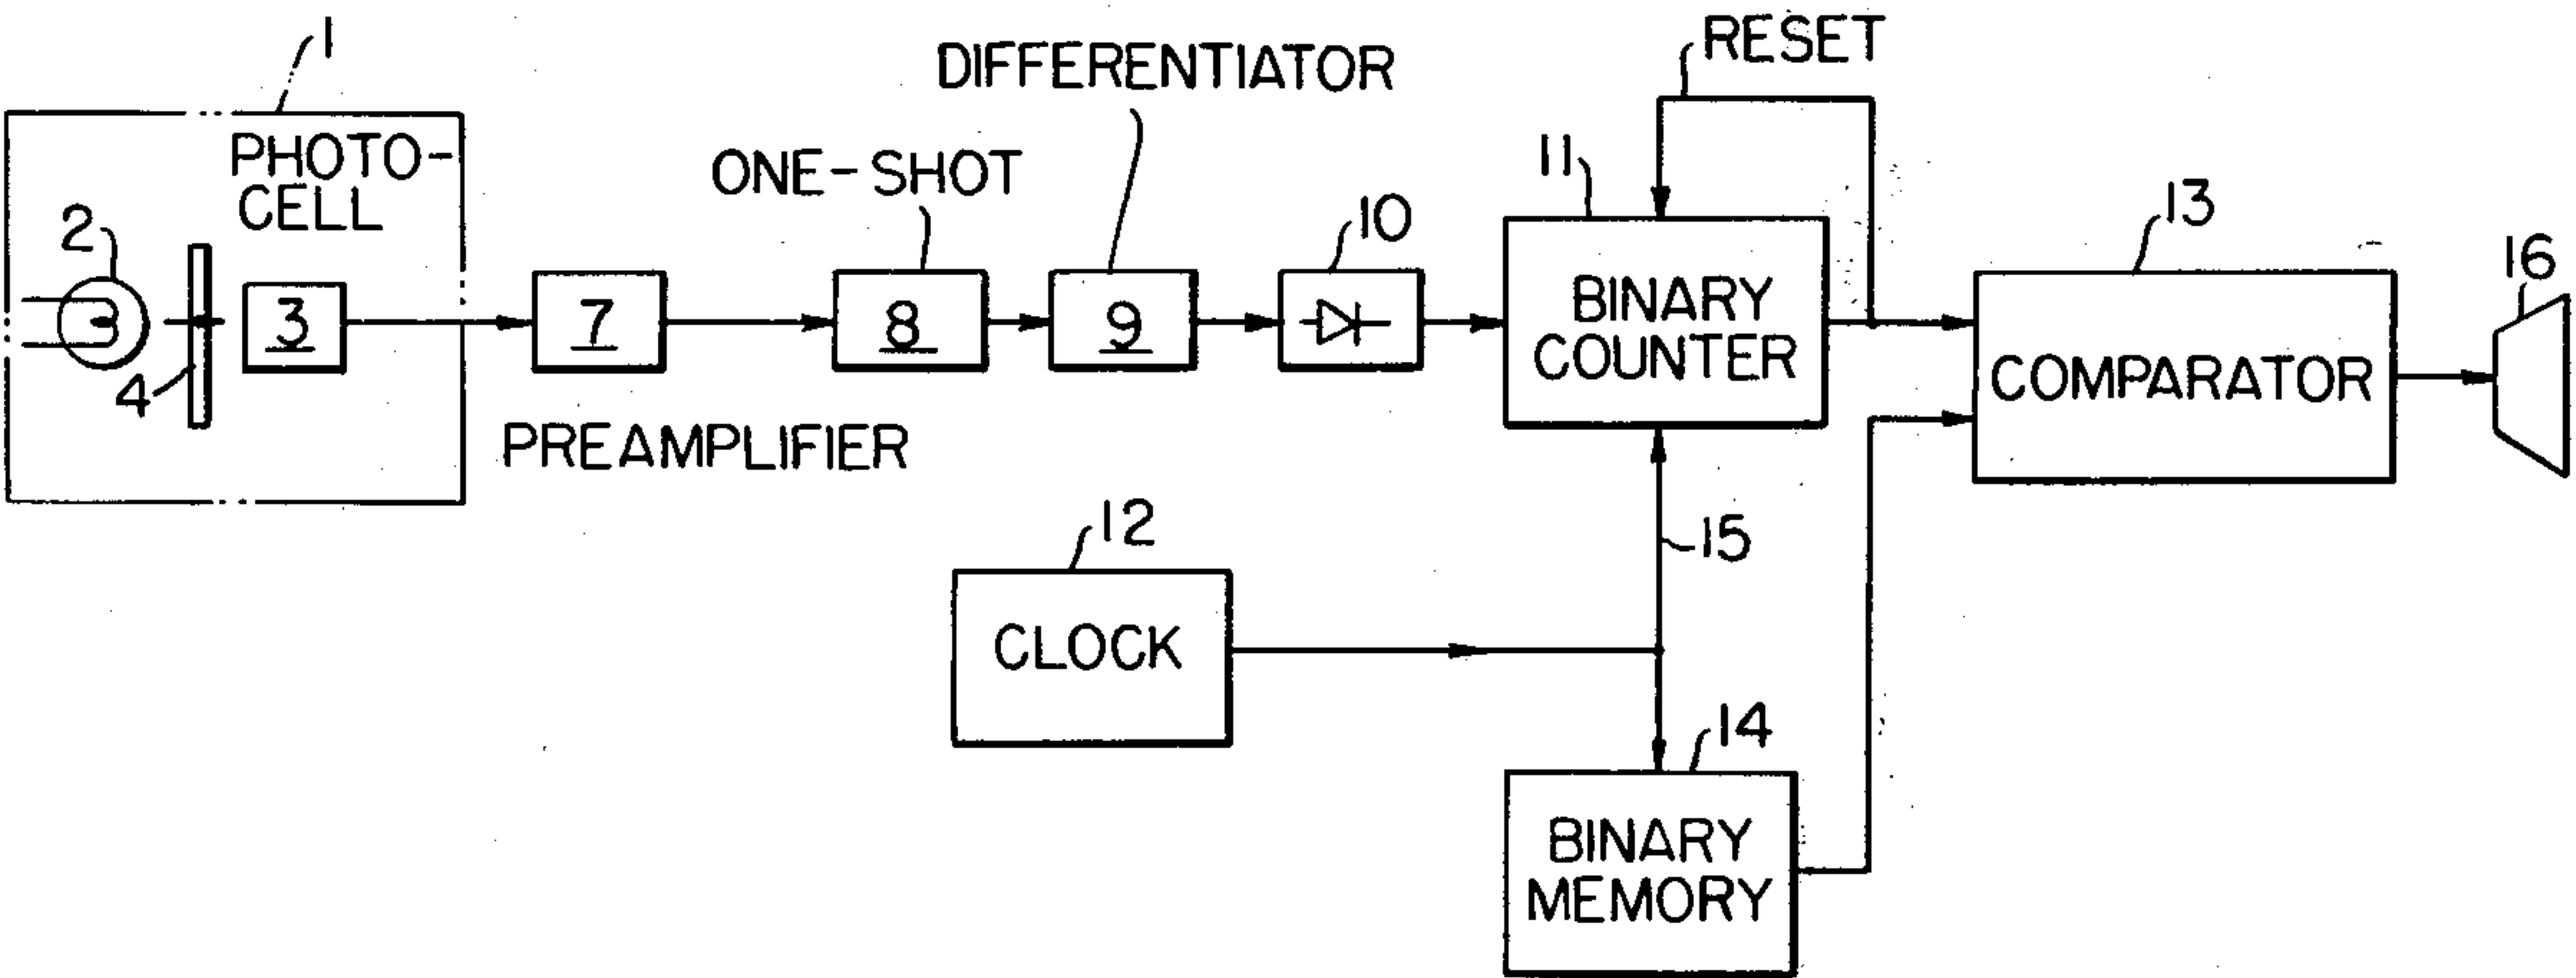 1
RESET
DIFFERENTIATOR
PHOTO-
CELL
ONE-SHOT
11
10
13
2
16
3
7
8
9
BINARY
COUNTER
COMPARATOR
4
PREAMPLIFIER
12
15
CLOCK
14
BINARY
MEMORY